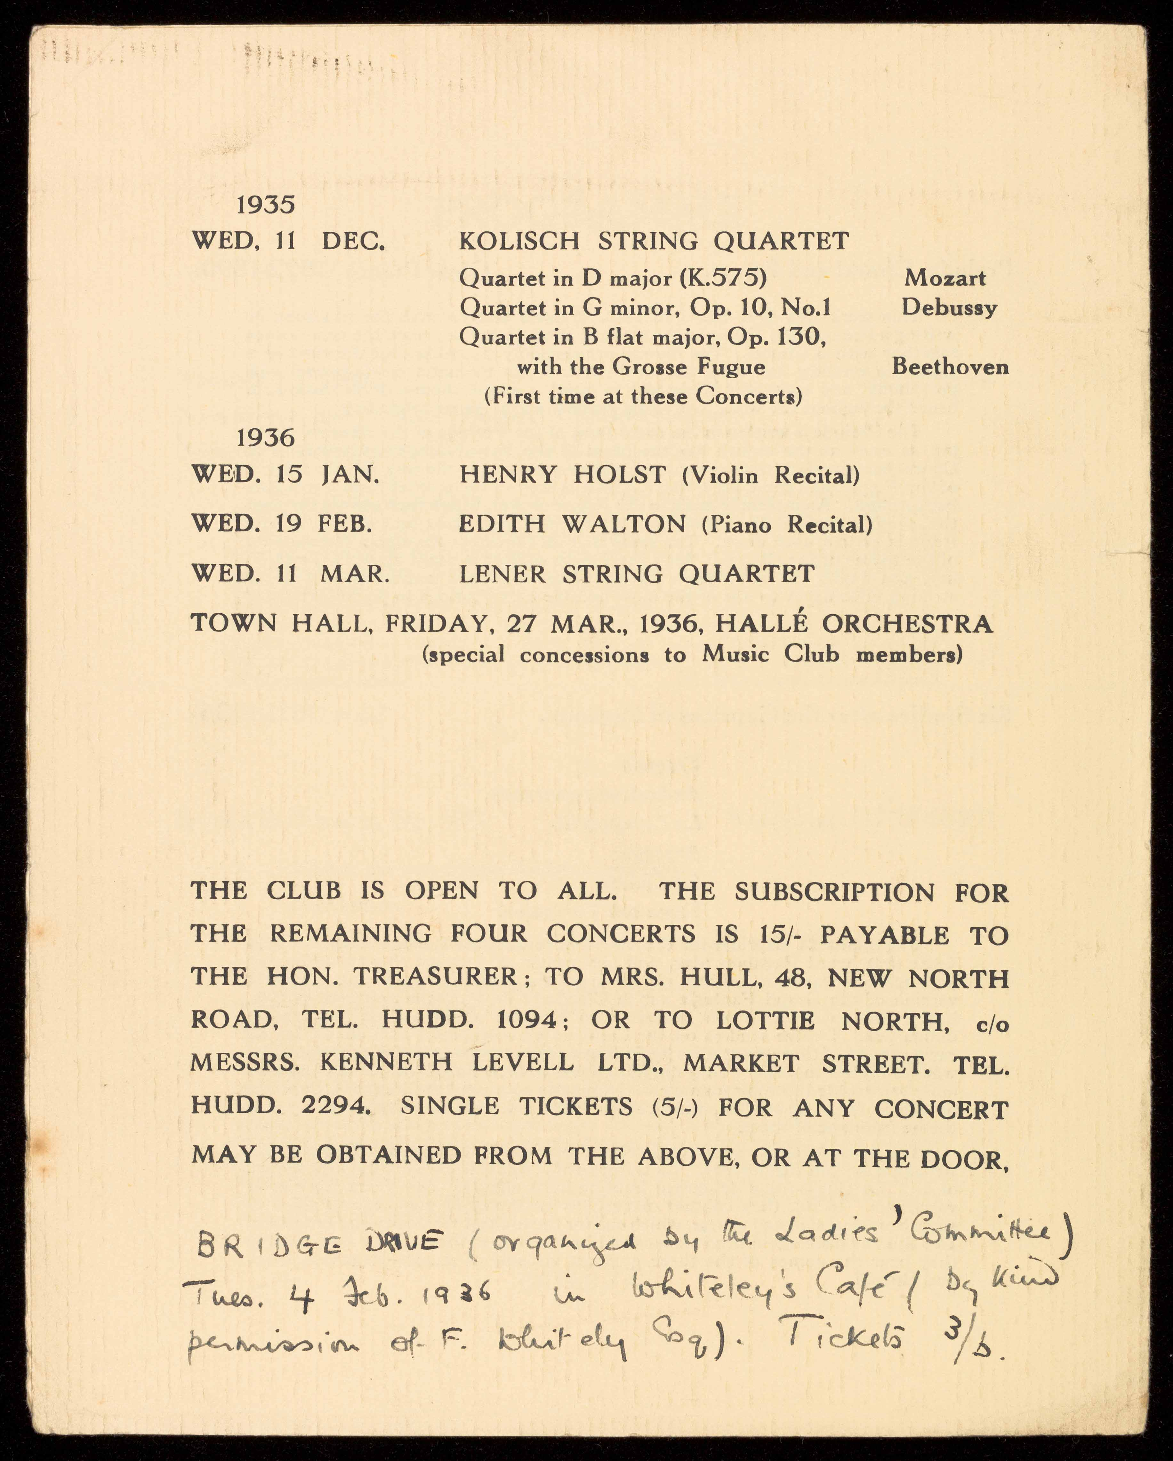 1935
WED, 11 DEC. KOLISCH STRING QUARTET
Quartet in D major (K.575) Mozart
Quartet in G minor, Op. 10, No.1 Debussy
Quartet in B flat major, Op. 130,
with the Grosse Fugue Beethoven
(First time at these Concerts)
1936
WED. 15 JAN. HENRY HOLST (Violin Recital)
WED. 19 FEB. EDITH WALTON (Piano Recital)
WED. 11 MAR. LENER STRING QUARTET
TOWN HALL, FRIDAY, 27 MAR., 1936, HALLÉ ORCHESTRA
(special concessions to Music Club members)
THE CLUB IS OPEN TO ALL. THE SUBSCRIPTION FOR
THE REMAINING FOUR CONCERTS IS 15/- PAYABLE TO
THE HON. TREASURER; TO MRS. HULL, 48, NEW NORTH
ROAD, TEL. HUDD. 1094; OR TO LOTTIE NORTH, c/o
MESSRS. KENNETH LEVELL LTD., MARKET STREET. TEL.
HUDD. 2294. SINGLE TICKETS (5/-) FOR ANY CONCERT
MAY BE OBTAINED FROM THE ABOVE, OR AT THE DOOR,
BRIDGE DRIVE (organized by the Ladies' Committee)
Tues. 4 Feb. 1936 in Whiteley's Café (by kind
permission of F. Whitely Esq). Tickets 3/6.